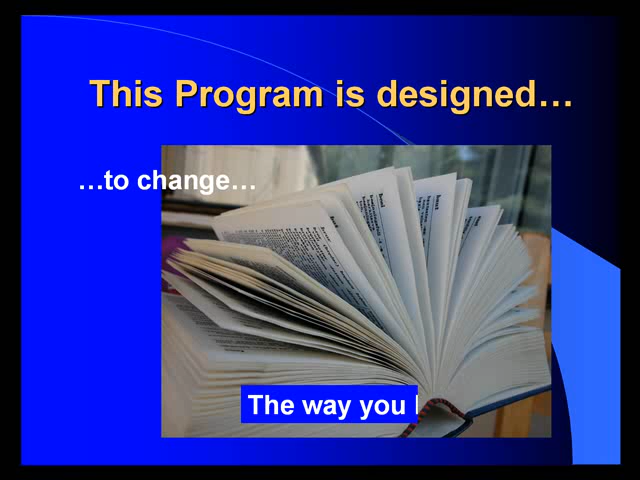 This Program is designed…
…to change…
The way you